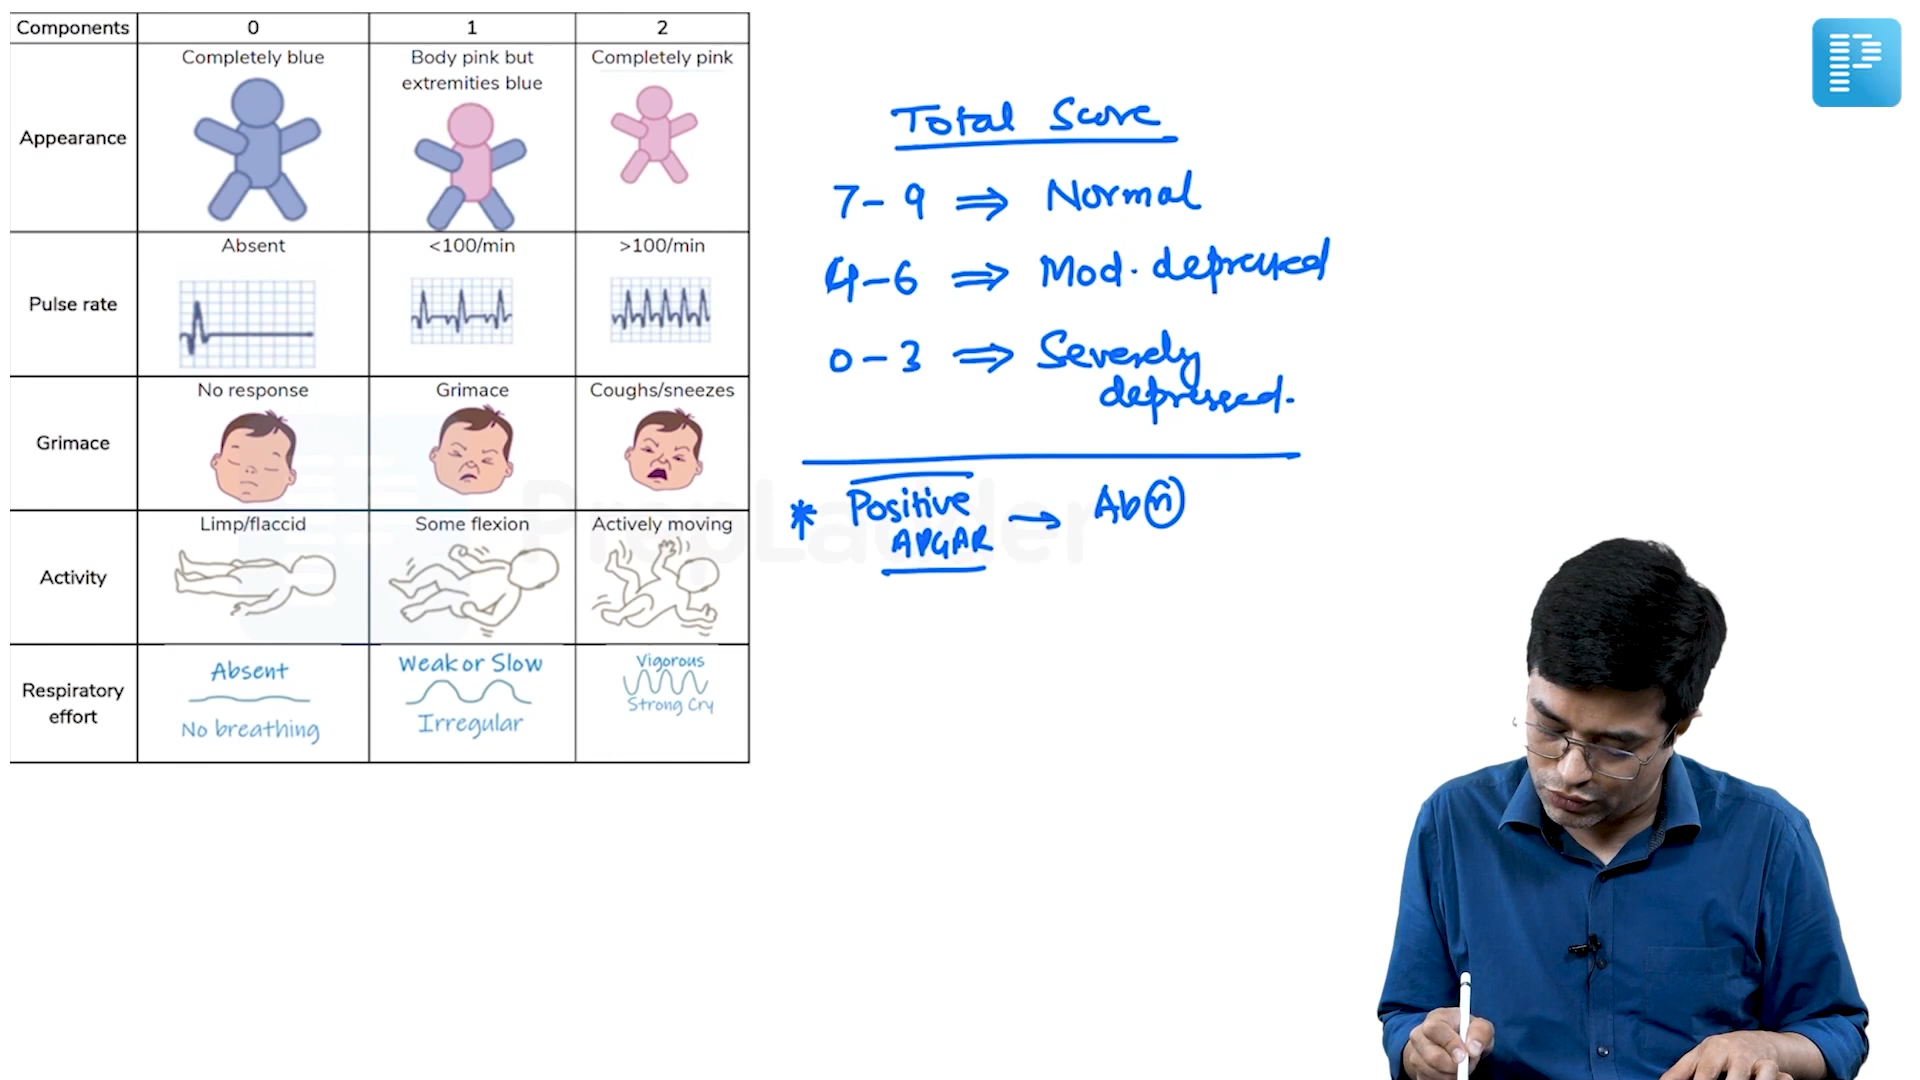 Components 0 1 2
Appearance
Completely blue
Body pink but
extremities blue
Completely pink
Pulse rate
Absent
<100/min
>100/min
Grimace
No response
Grimace
Coughs/sneezes
Activity
Limp/flaccid
Some flexion
Actively moving
Respiratory
effort
Absent
No breathing
Weak or Slow
Irregular
Vigorous
Strong Cry
Total Score
7-9 ⇒ Normal
4-6 ⇒ Mod. depressed
0-3 ⇒ Severely
depressed.
* Positive → Ab(n)
APGAR
PrepLadder